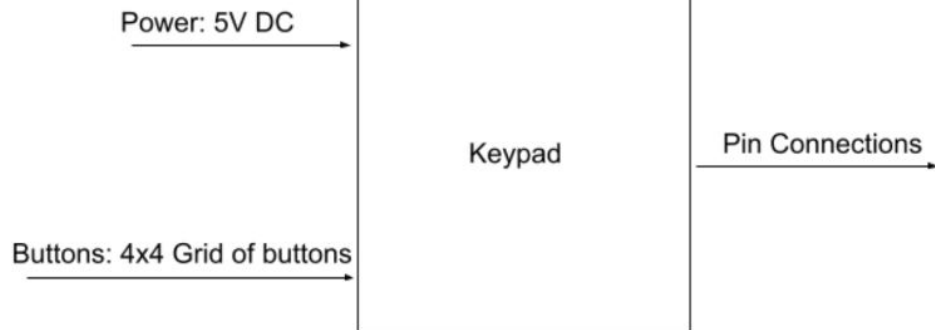 Power: 5V DC
Keypad
Pin Connections
Buttons: 4x4 Grid of buttons